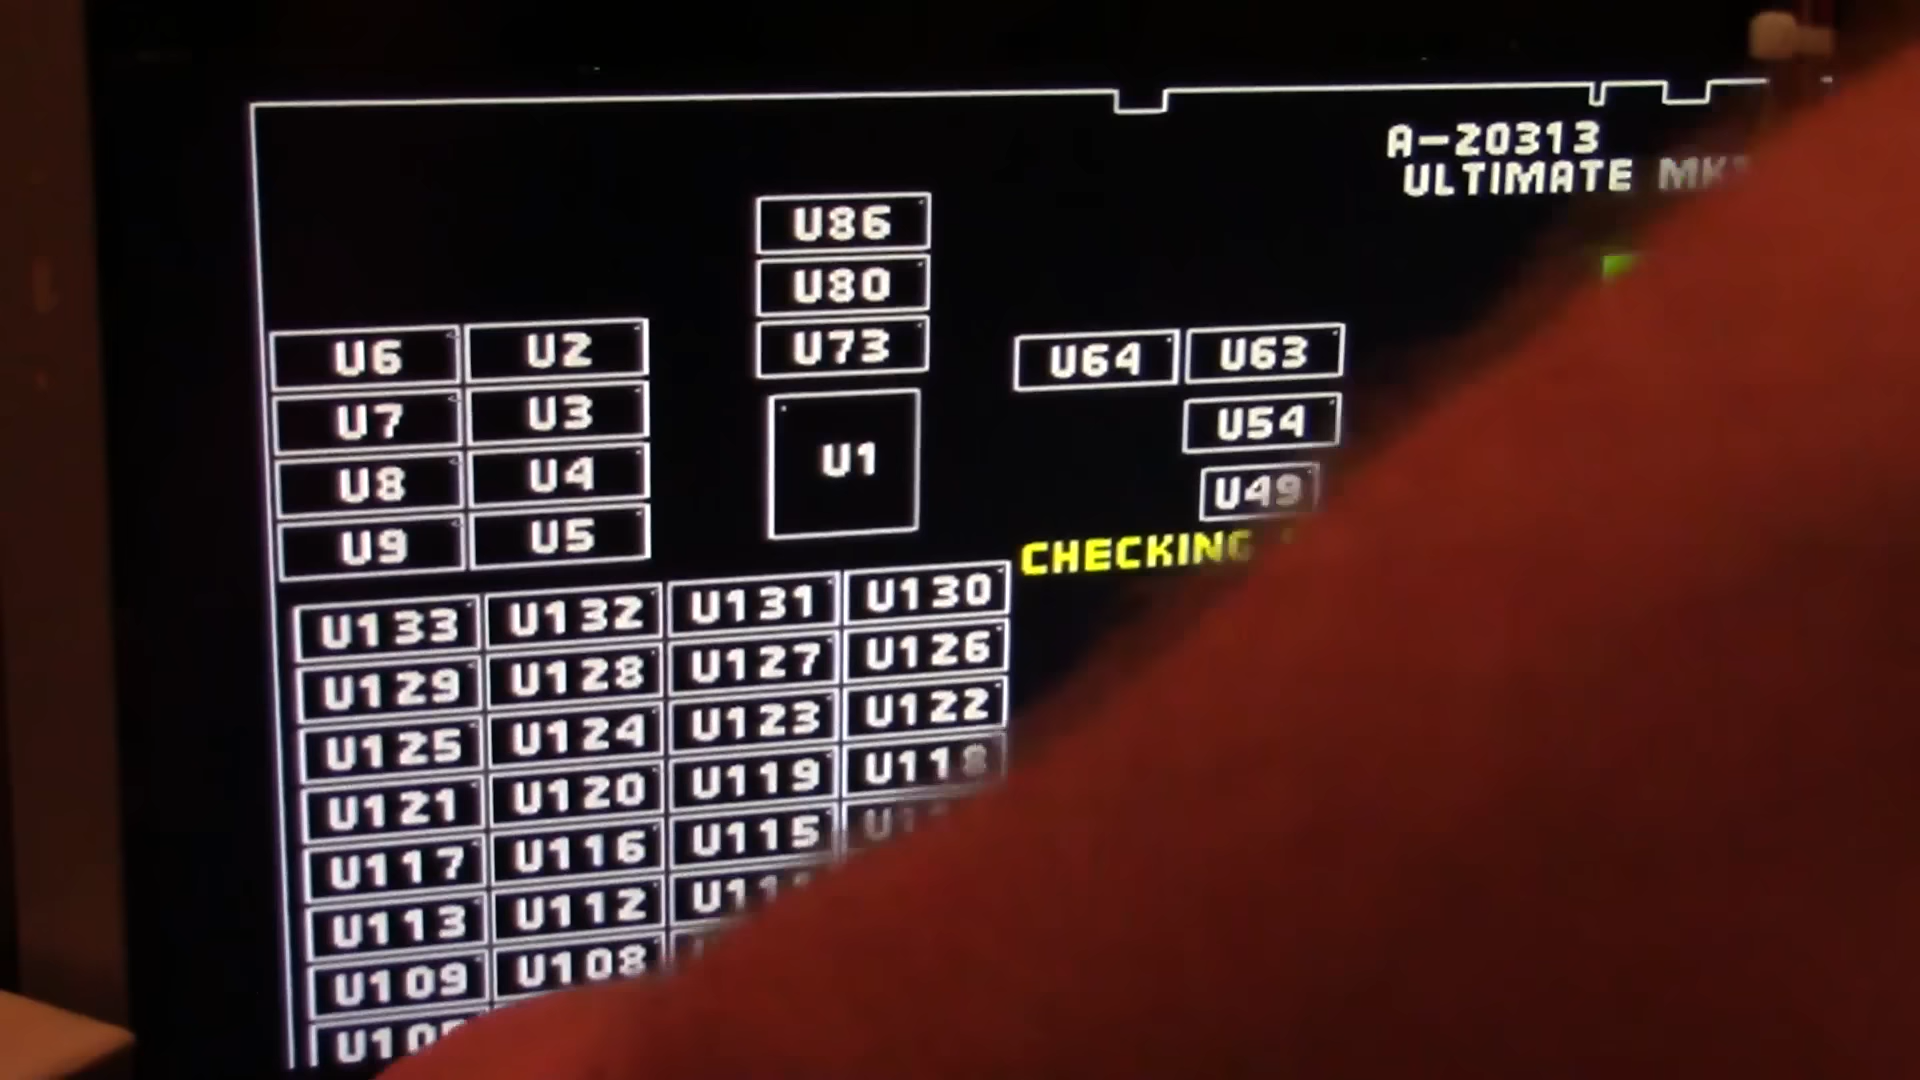 A-20313
ULTIMATE
U86
U80
U73
U6 U2
U64 U63
U7 U3
U54
U8 U4
U1
U49
U9 U5
CHECKING
U133 U132 U131 U130
U129 U128 U127 U126
U125 U124 U123 U122
U121 U120 U119 U118
U117 U116 U115
U113 U112
U109 U108